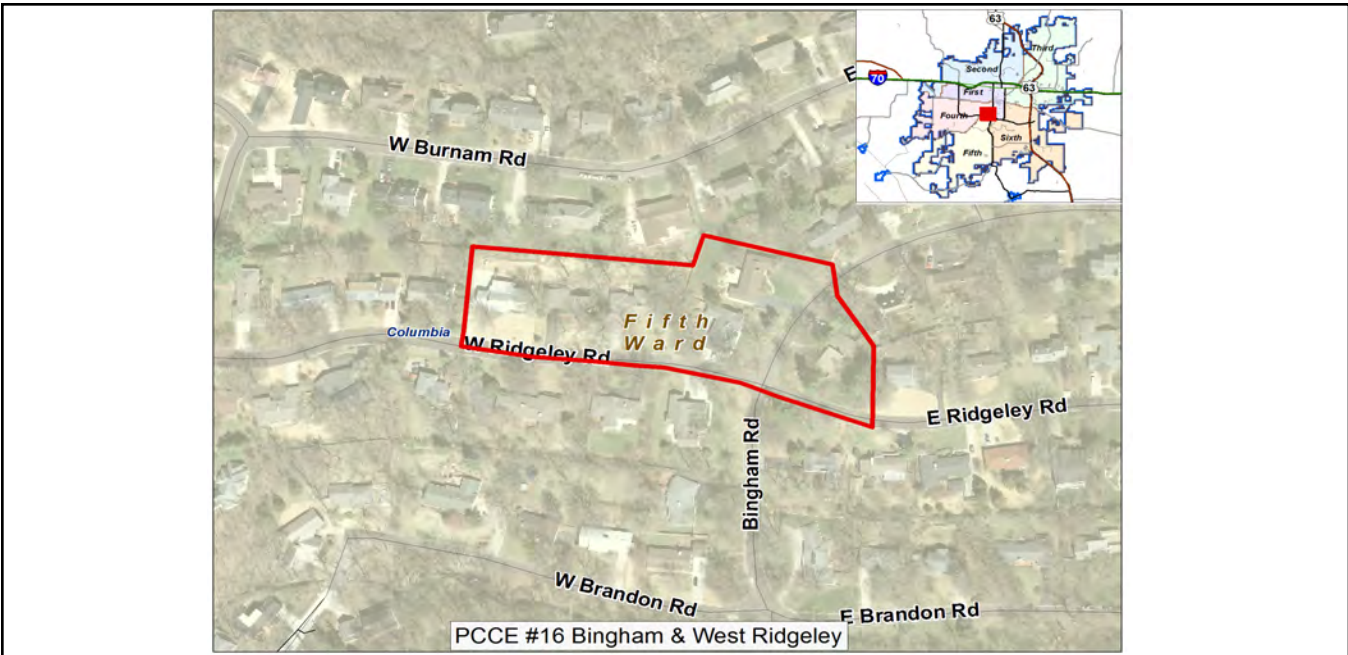 63
Third
Second
70
63
First
Fourth
Sixth
Fifth
E
W Burnam Rd
Columbia
Fifth
Ward
W Ridgeley Rd
E Ridgeley Rd
Bingham Rd
W Brandon Rd
E Brandon Rd
PCCE #16 Bingham & West Ridgeley